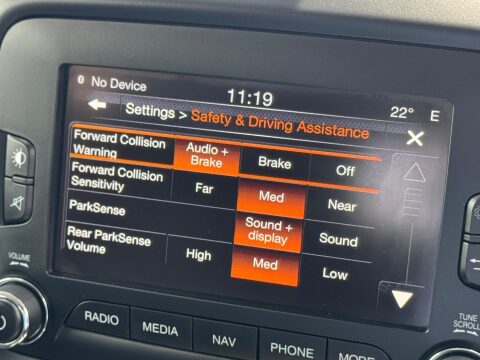 No Device
11:19
22° E
Settings > Safety & Driving Assistance
Forward Collision
Warning
Audio +
Brake
Brake
Off
Forward Collision
Sensitivity
Far
Med
Near
ParkSense
Sound +
display
Sound
Rear ParkSense
Volume
High
Med
Low
VOLUME
RADIO
MEDIA
NAV
PHONE
MORE
TUNE
SCROLL